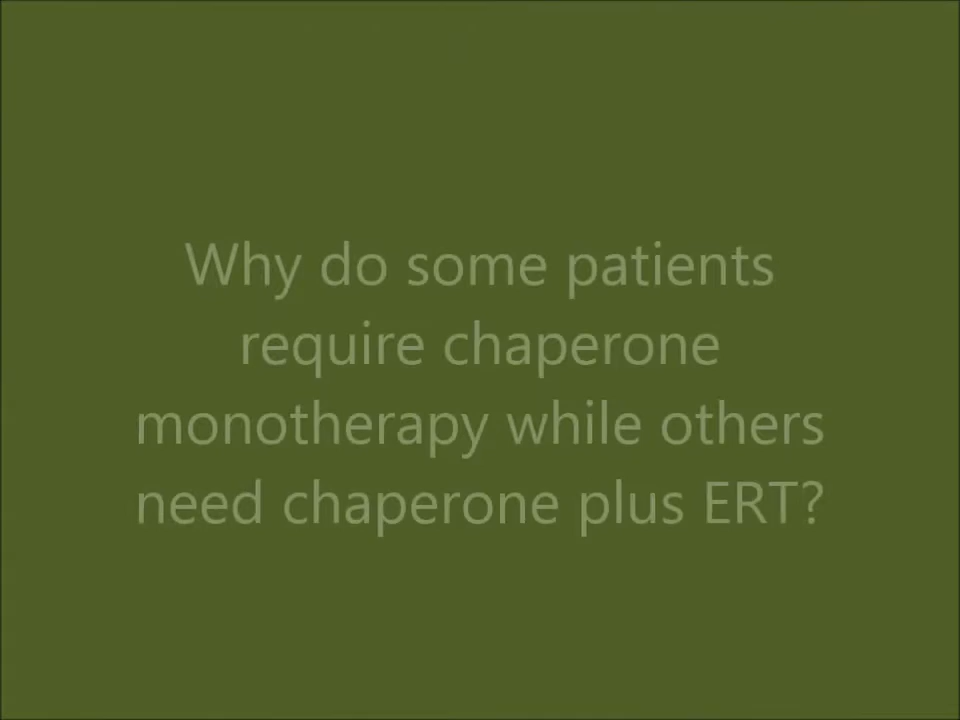 Why do some patients
require chaperone
monotherapy while others
need chaperone plus ERT?